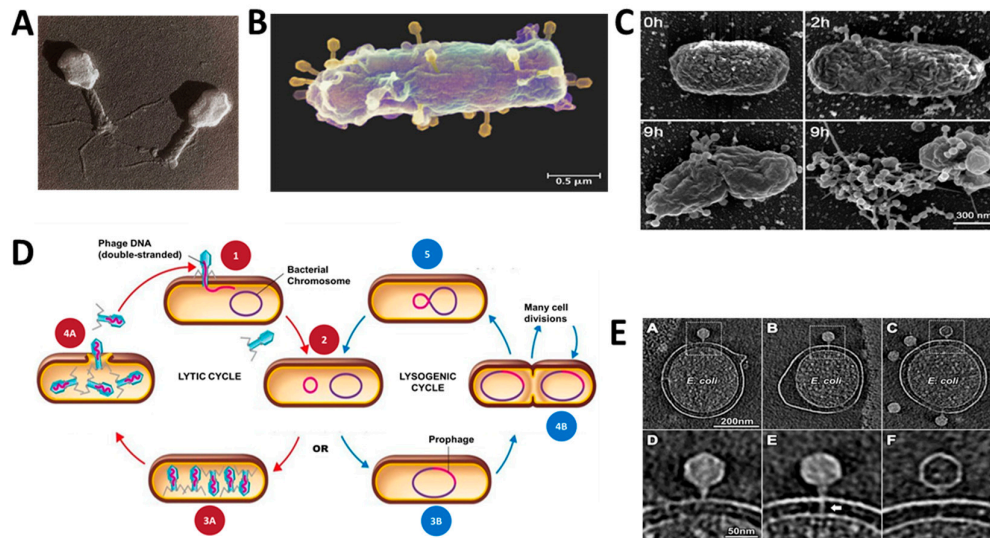 A
B
0.5 μm
C
0h
2h
9h
9h
300 nm
D
Phage DNA
(double-stranded)
1
Bacterial
Chromosome
5
4A
2
Many cell
divisions
LYTIC CYCLE
LYSOGENIC
CYCLE
4B
OR
Prophage
3A
3B
E
A
B
C
E. coli
E. coli
E. coli
200nm
D
E
F
50nm